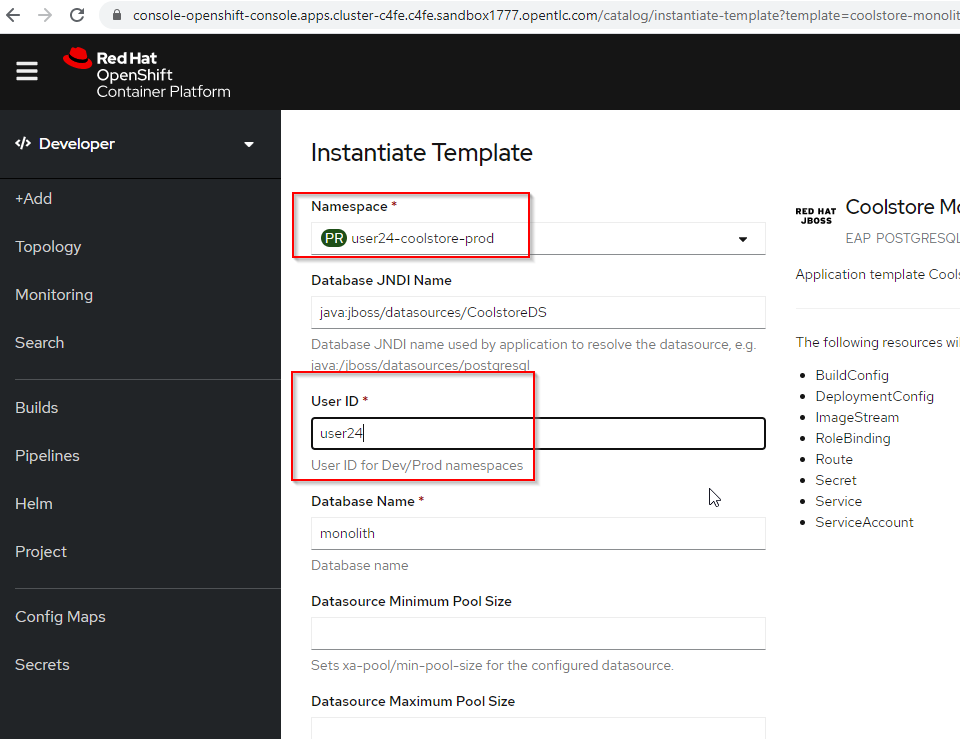 console-openshift-console.apps.cluster-c4fe.c4fe.sandbox1777.opentlc.com/catalog/instantiate-template?template=coolstore-monolit
Red Hat
OpenShift
Container Platform
Developer
+Add
Topology
Monitoring
Search
Builds
Pipelines
Helm
Project
Config Maps
Secrets
Instantiate Template
Namespace *
PR user24-coolstore-prod
Database JNDI Name
java:jboss/datasources/CoolstoreDS
Database JNDI name used by application to resolve the datasource, e.g.
java:/jboss/datasources/postgresql
User ID *
user24
User ID for Dev/Prod namespaces
Database Name *
monolith
Database name
Datasource Minimum Pool Size
Sets xa-pool/min-pool-size for the configured datasource.
Datasource Maximum Pool Size
RED HAT
JBOSS
Coolstore Mo
EAP POSTGRESQL
Application template Cools
The following resources wi
BuildConfig
DeploymentConfig
ImageStream
RoleBinding
Route
Secret
Service
ServiceAccount